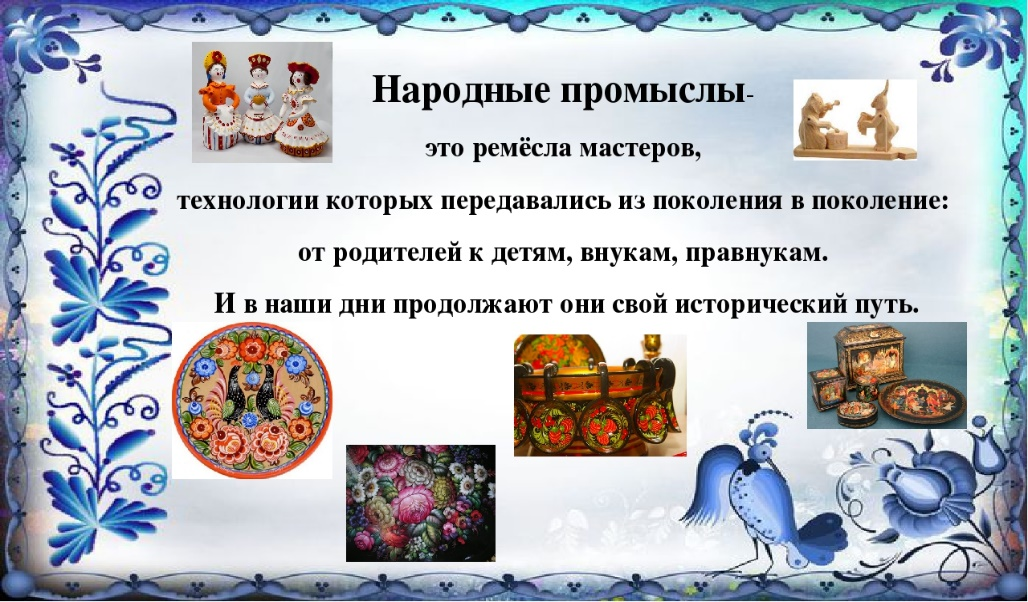 Народные промыслы-
это ремёсла мастеров,
технологии которых передавались из поколения в поколение:
от родителей к детям, внукам, правнукам.
И в наши дни продолжают они свой исторический путь.